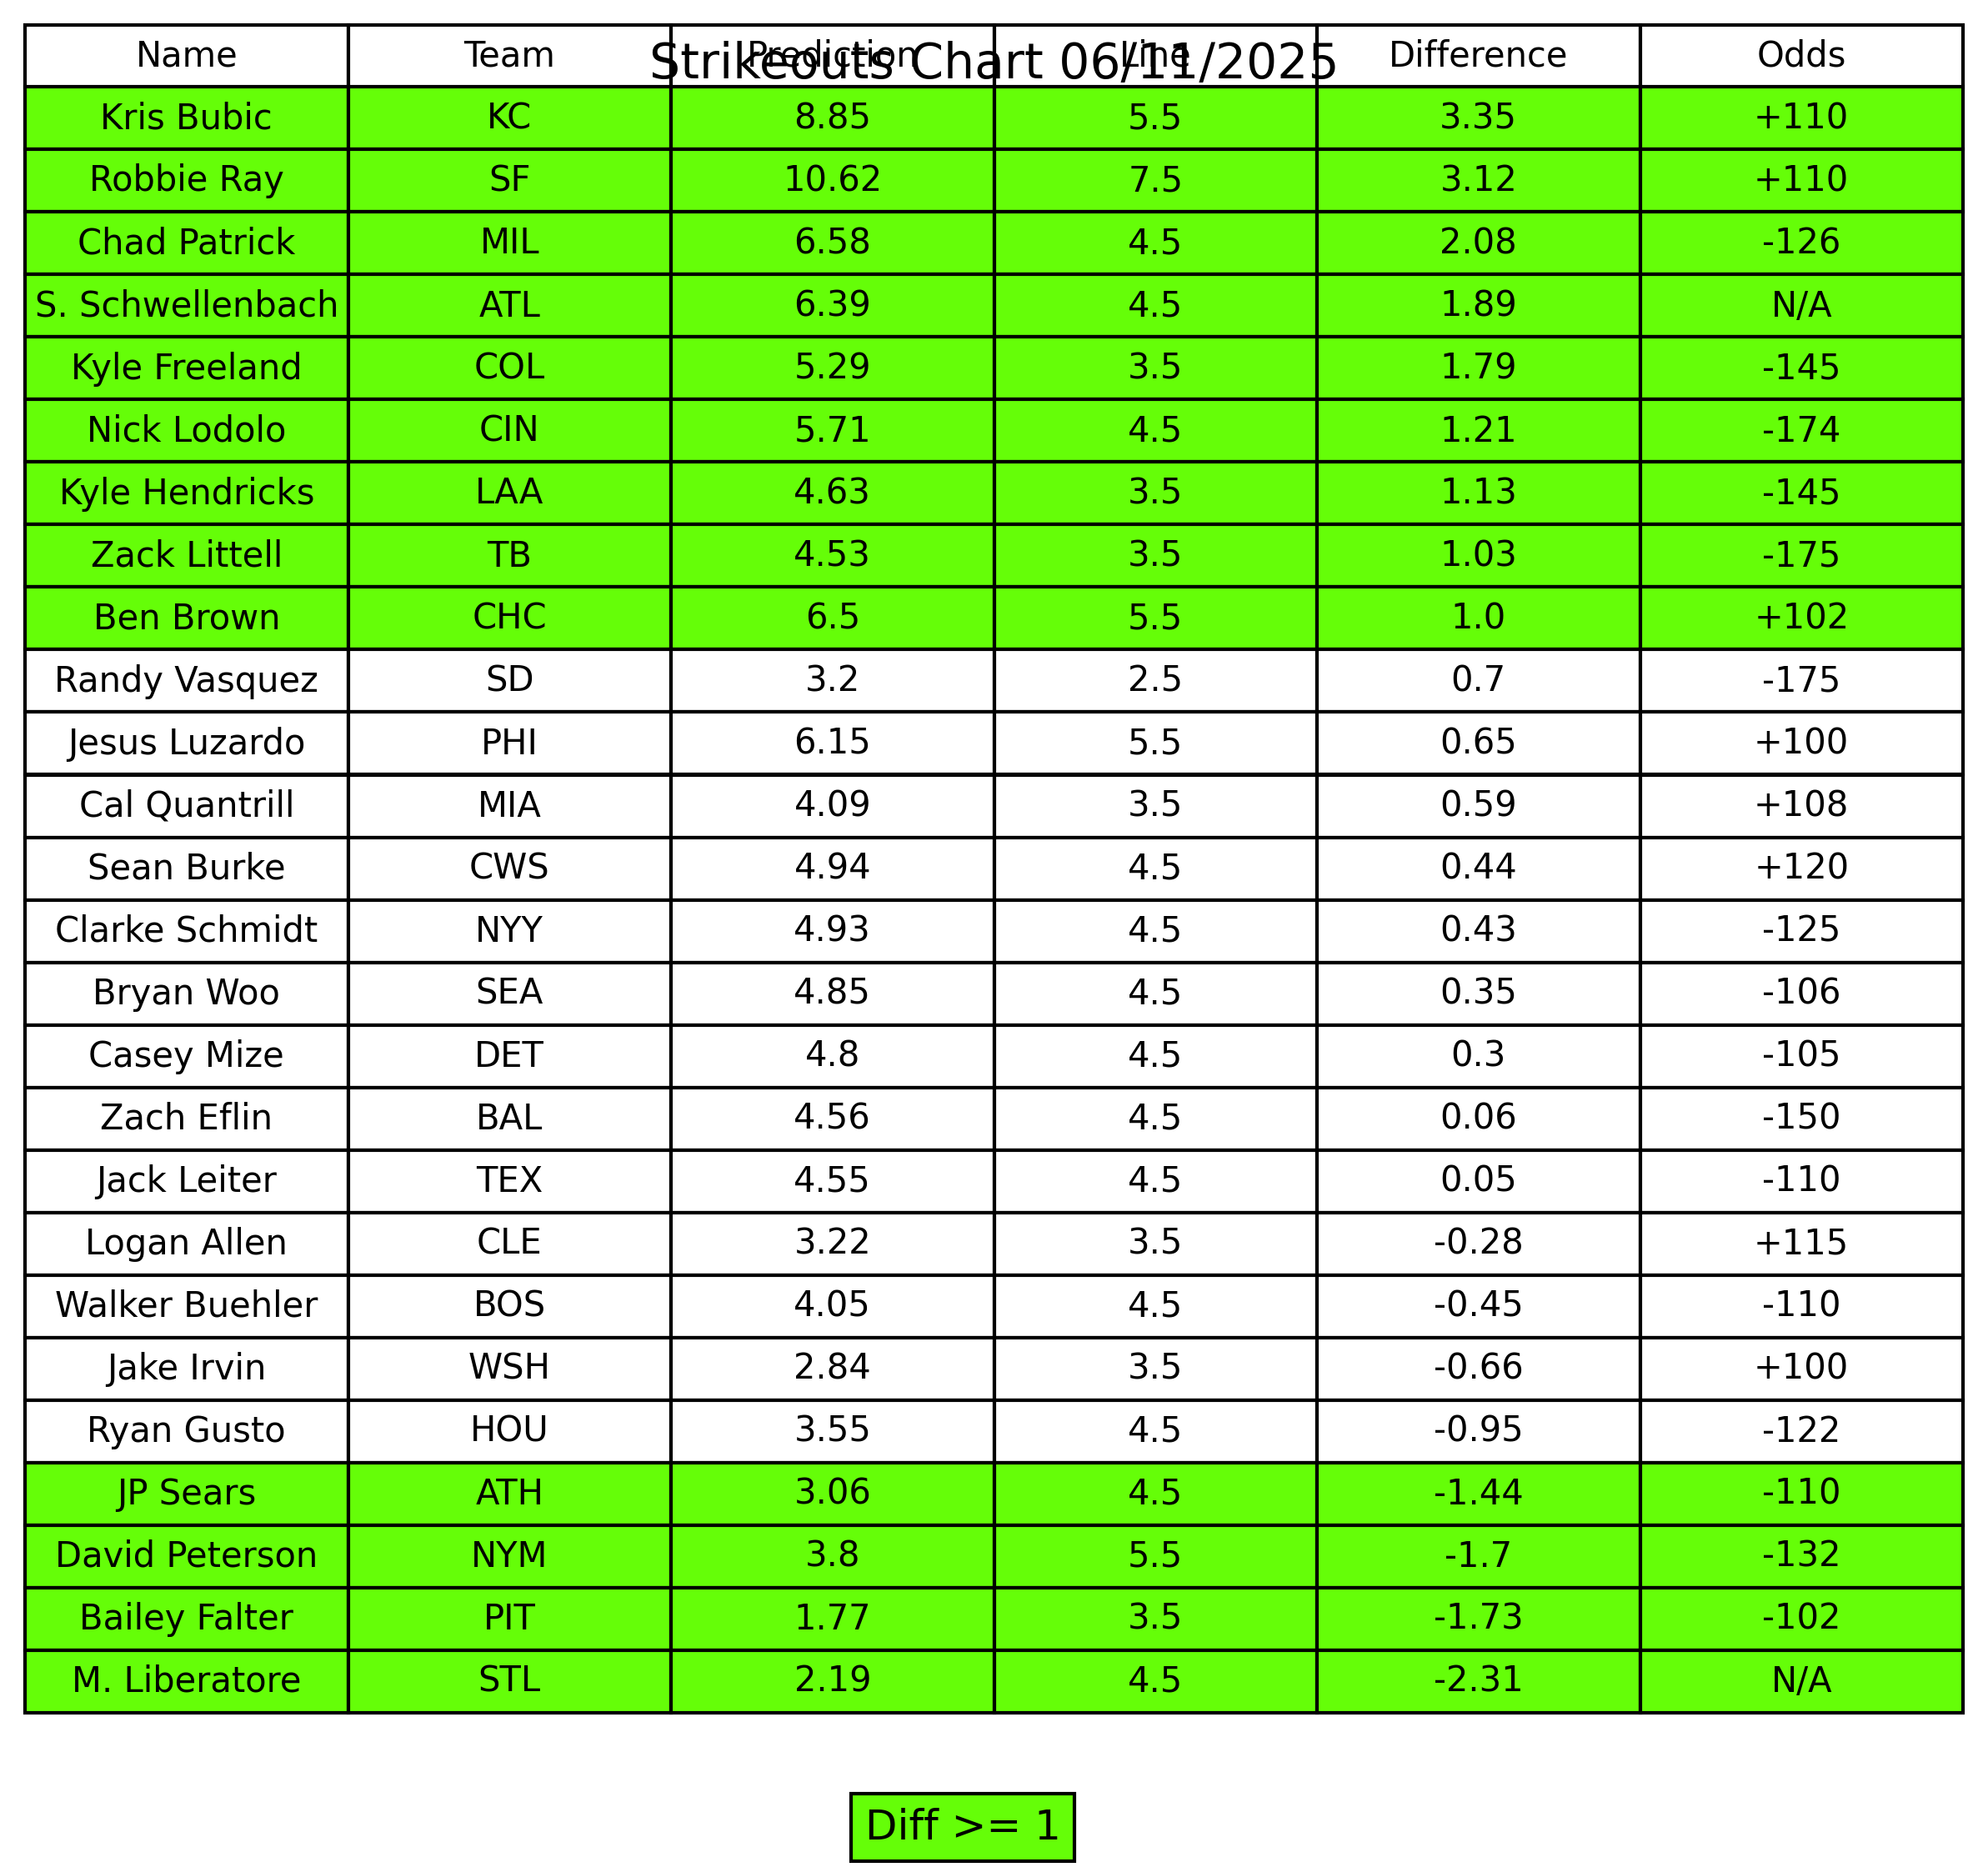 Strikeouts Chart 06/11/2025
Name Team Prediction Line Difference Odds
Kris Bubic KC 8.85 5.5 3.35 +110
Robbie Ray SF 10.62 7.5 3.12 +110
Chad Patrick MIL 6.58 4.5 2.08 -126
S. Schwellenbach ATL 6.39 4.5 1.89 N/A
Kyle Freeland COL 5.29 3.5 1.79 -145
Nick Lodolo CIN 5.71 4.5 1.21 -174
Kyle Hendricks LAA 4.63 3.5 1.13 -145
Zack Littell TB 4.53 3.5 1.03 -175
Ben Brown CHC 6.5 5.5 1.0 +102
Randy Vasquez SD 3.2 2.5 0.7 -175
Jesus Luzardo PHI 6.15 5.5 0.65 +100
Cal Quantrill MIA 4.09 3.5 0.59 +108
Sean Burke CWS 4.94 4.5 0.44 +120
Clarke Schmidt NYY 4.93 4.5 0.43 -125
Bryan Woo SEA 4.85 4.5 0.35 -106
Casey Mize DET 4.8 4.5 0.3 -105
Zach Eflin BAL 4.56 4.5 0.06 -150
Jack Leiter TEX 4.55 4.5 0.05 -110
Logan Allen CLE 3.22 3.5 -0.28 +115
Walker Buehler BOS 4.05 4.5 -0.45 -110
Jake Irvin WSH 2.84 3.5 -0.66 +100
Ryan Gusto HOU 3.55 4.5 -0.95 -122
JP Sears ATH 3.06 4.5 -1.44 -110
David Peterson NYM 3.8 5.5 -1.7 -132
Bailey Falter PIT 1.77 3.5 -1.73 -102
M. Liberatore STL 2.19 4.5 -2.31 N/A
Diff >= 1